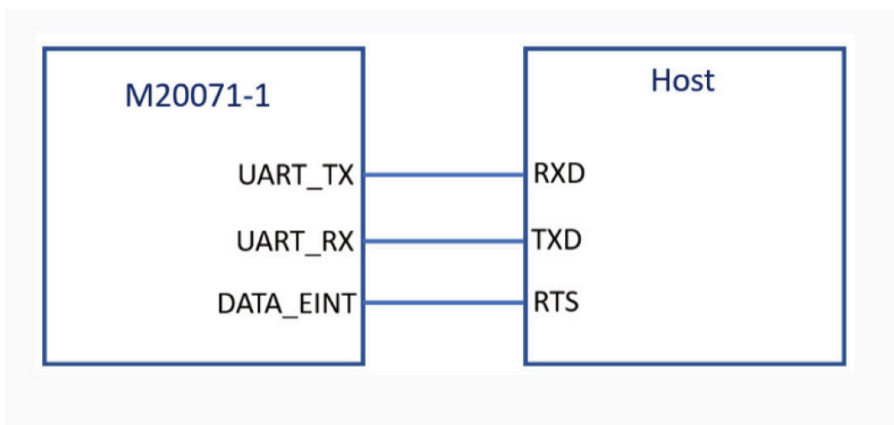 M20071-1
Host
UART_TX
RXD
UART_RX
TXD
DATA_EINT
RTS